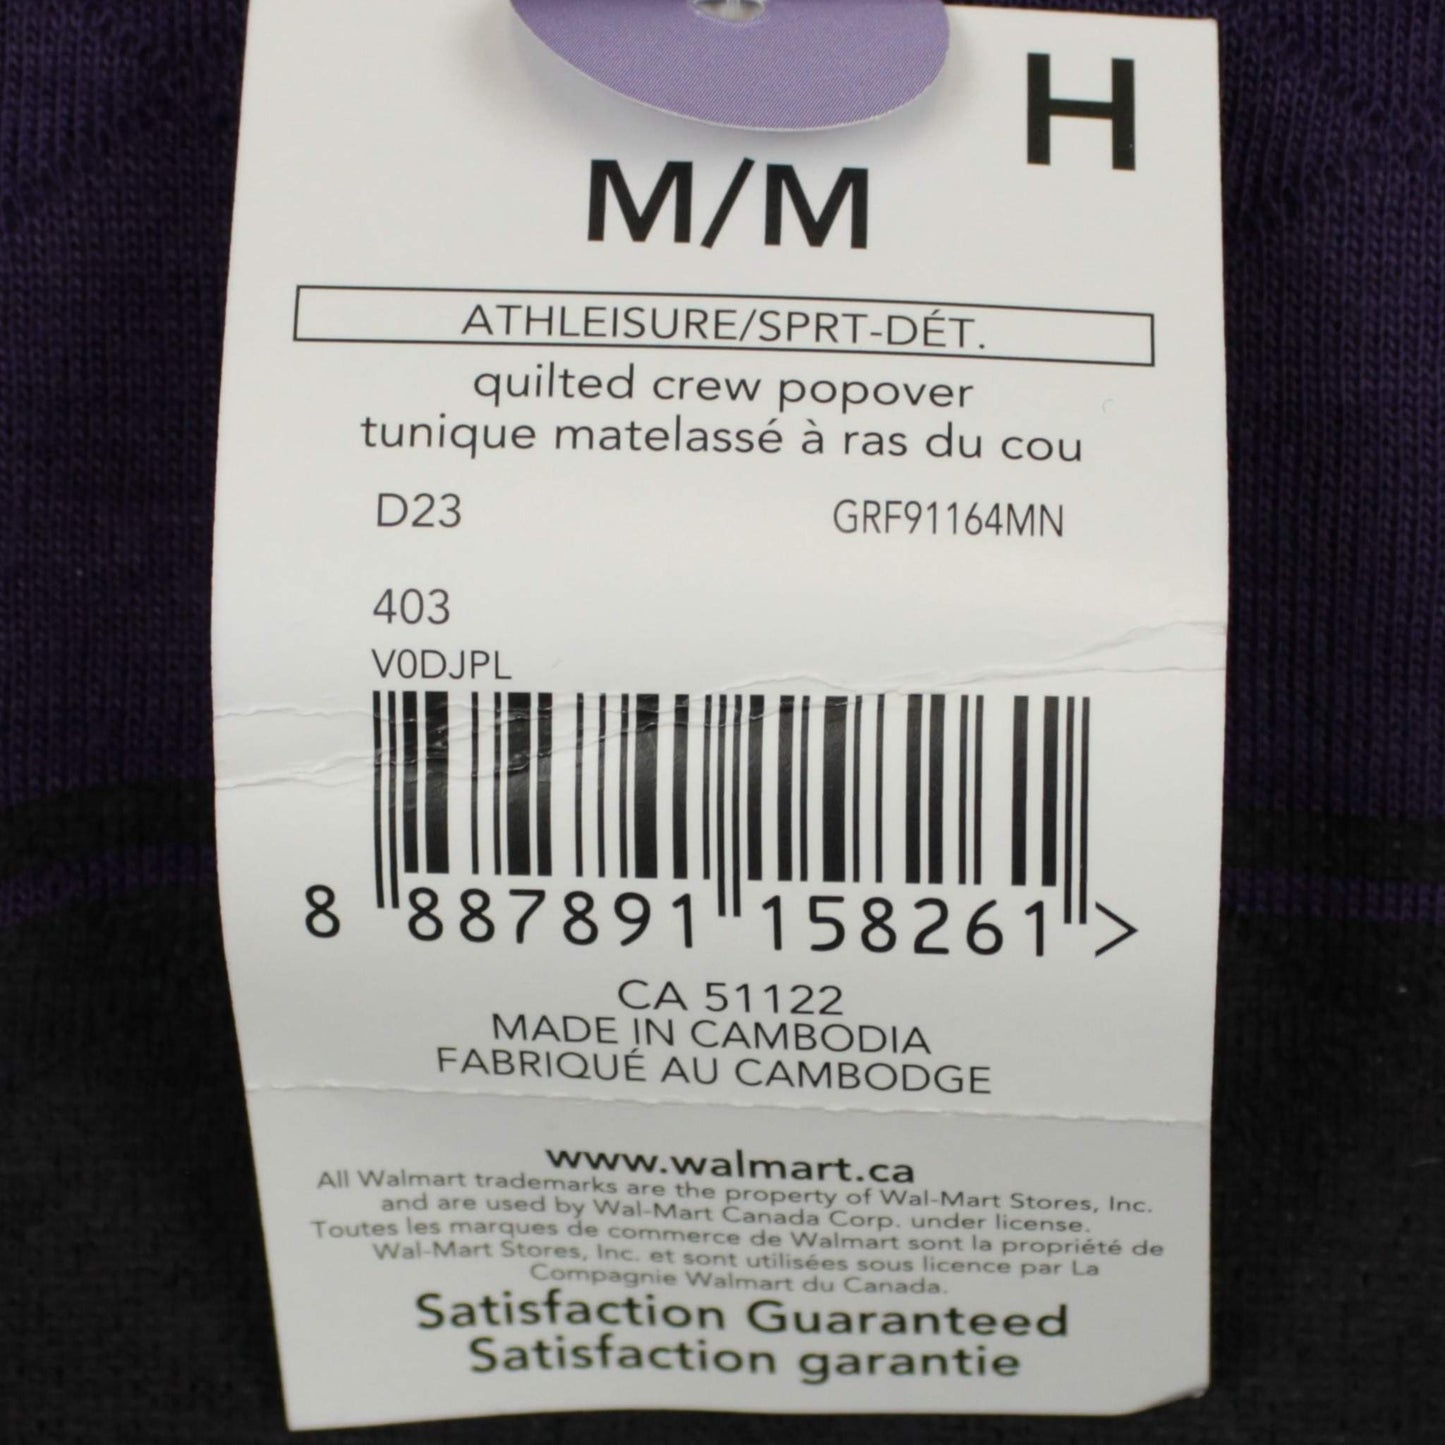 H
M/M
ATHLEISURE/SPRT-DÉT.
quilted crew popover
tunique matelassé à ras du cou
D23 GRF91164MN
403
V0DJPL
8 887891 158261 >
CA 51122
MADE IN CAMBODIA
FABRIQUÉ AU CAMBODGE
www.walmart.ca
All Walmart trademarks are the property of Wal-Mart Stores, Inc.
and are used by Wal-Mart Canada Corp. under license.
Toutes les marques de commerce de Walmart sont la propriété de
Wal-Mart Stores, Inc. et sont utilisées sous licence par La
Compagnie Walmart du Canada.
Satisfaction Guaranteed
Satisfaction garantie